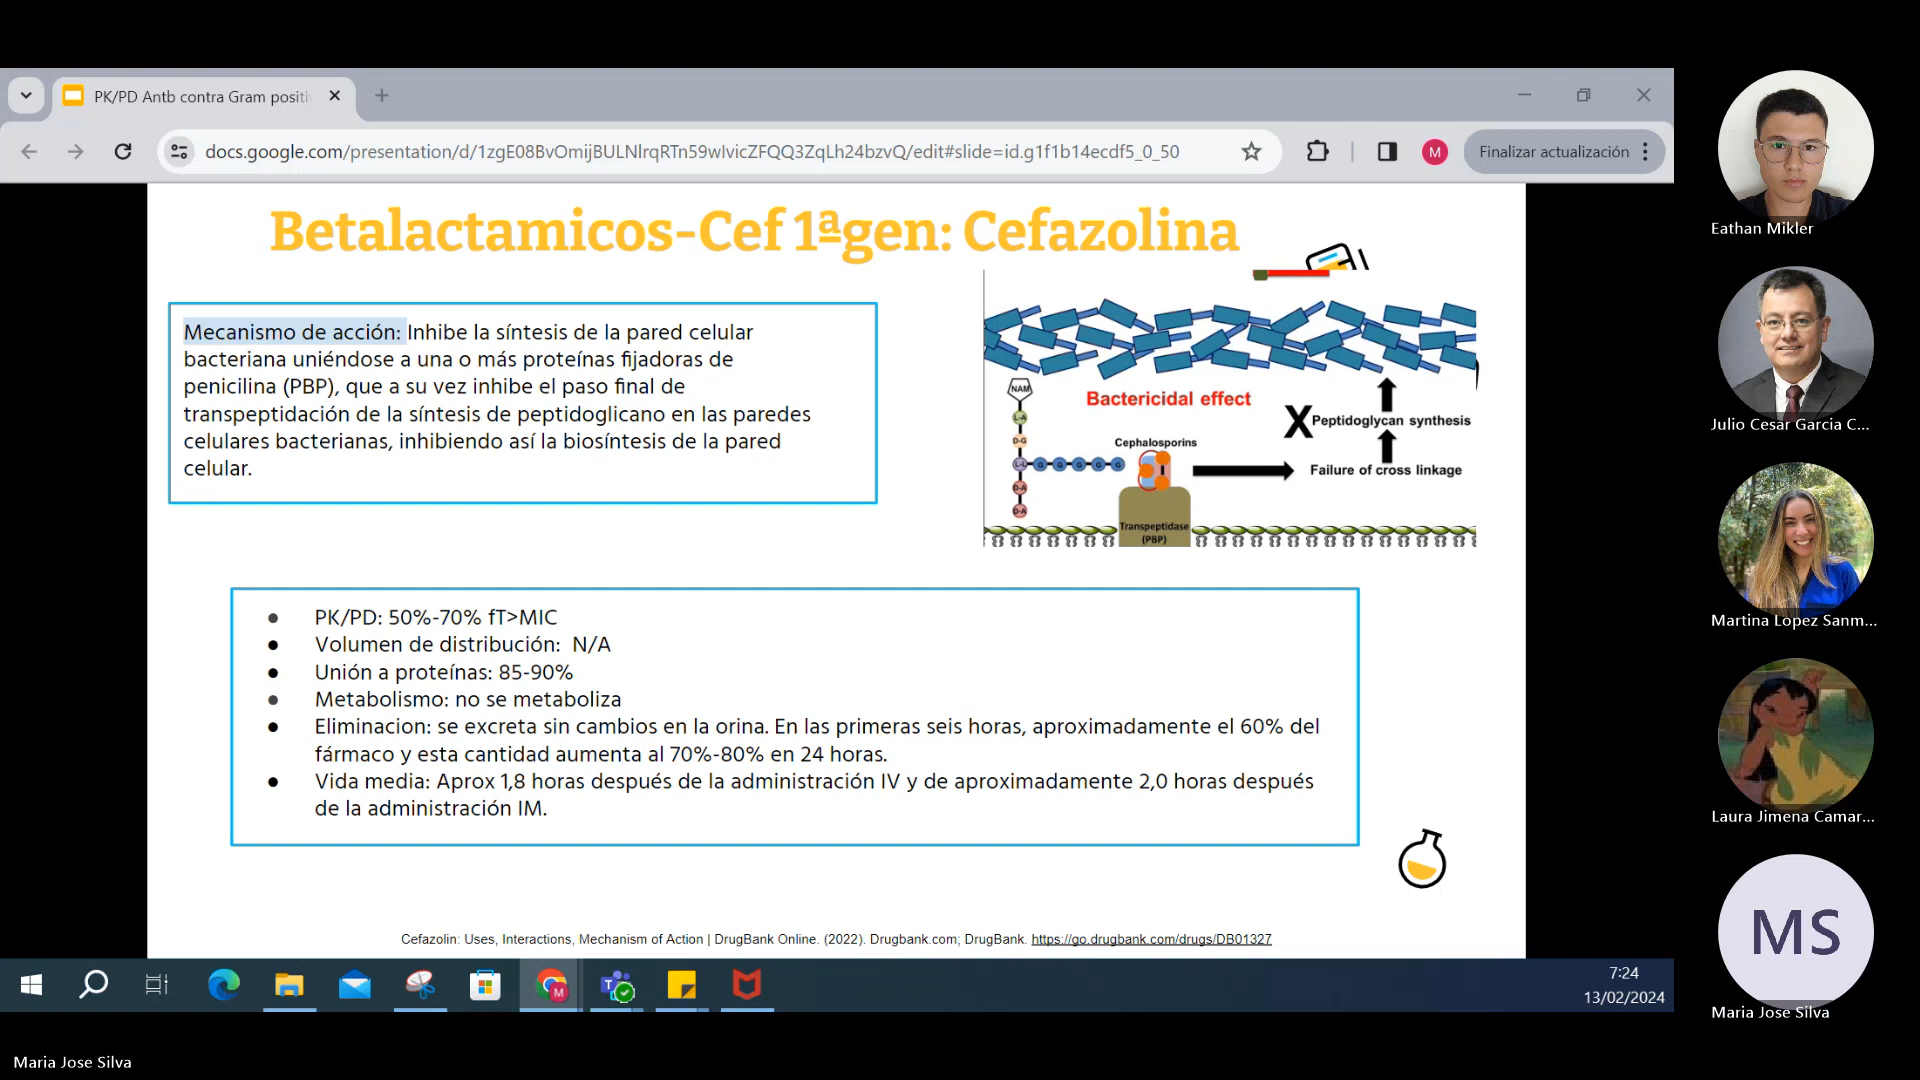 PK/PD Antb contra Gram positi
docs.google.com/presentation/d/1zgE08BvOmijBULNlrqRTn59wIvicZFQQ3ZqLh24bzvQ/edit#slide=id.g1f1b14ecdf5_0_50
M
Finalizar actualización
Betalactamicos-Cef 1ªgen: Cefazolina
Mecanismo de acción: Inhibe la síntesis de la pared celular
bacteriana uniéndose a una o más proteínas fijadoras de
penicilina (PBP), que a su vez inhibe el paso final de
transpeptidación de la síntesis de peptidoglicano en las paredes
celulares bacterianas, inhibiendo así la biosíntesis de la pared
celular.
NAM
L-A
D-G
L-L
G G G G G
D-A
D-A
Bactericidal effect
X
Peptidoglycan synthesis
Cephalosporins
Failure of cross linkage
Transpeptidase
(PBP)
● PK/PD: 50%-70% fT>MIC
● Volumen de distribución: N/A
● Unión a proteínas: 85-90%
● Metabolismo: no se metaboliza
● Eliminacion: se excreta sin cambios en la orina. En las primeras seis horas, aproximadamente el 60% del
fármaco y esta cantidad aumenta al 70%-80% en 24 horas.
● Vida media: Aprox 1,8 horas después de la administración IV y de aproximadamente 2,0 horas después
de la administración IM.
Cefazolin: Uses, Interactions, Mechanism of Action | DrugBank Online. (2022). Drugbank.com; DrugBank. https://go.drugbank.com/drugs/DB01327
M
T
7:24
13/02/2024
Eathan Mikler
Julio Cesar Garcia C...
Martina Lopez Sanm...
Laura Jimena Camar...
MS
Maria Jose Silva
Maria Jose Silva